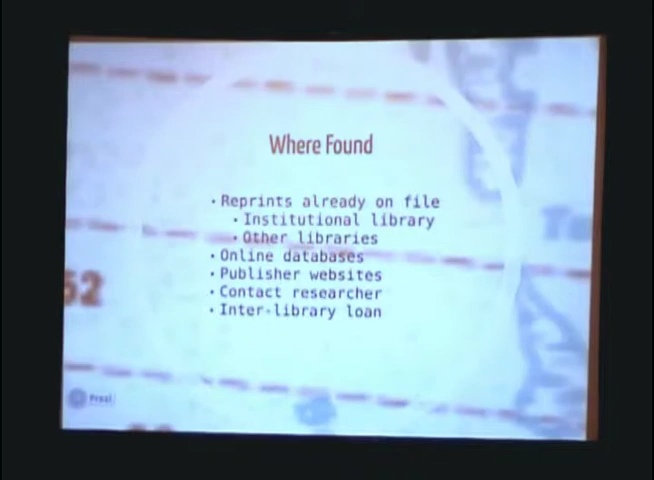 Where Found
• Reprints already on file
• Institutional library
• Other libraries
• Online databases
• Publisher websites
• Contact researcher
• Inter-library loan
52
Prezi